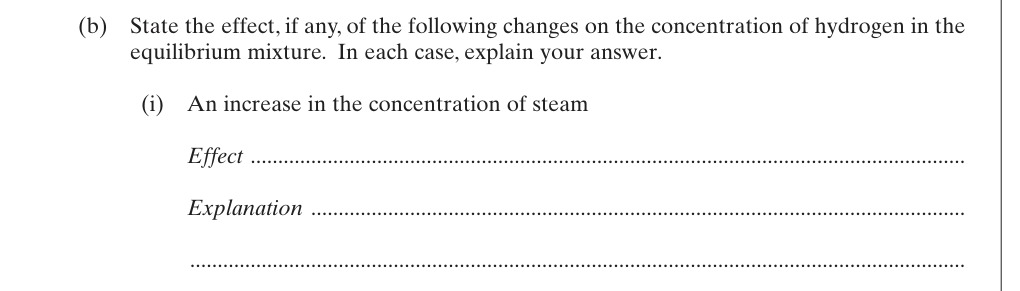 (b) State the effect, if any, of the following changes on the concentration of hydrogen in the
equilibrium mixture. In each case, explain your answer.
(i) An increase in the concentration of steam
Effect ................................................................................................................................
Explanation .....................................................................................................................
...........................................................................................................................................